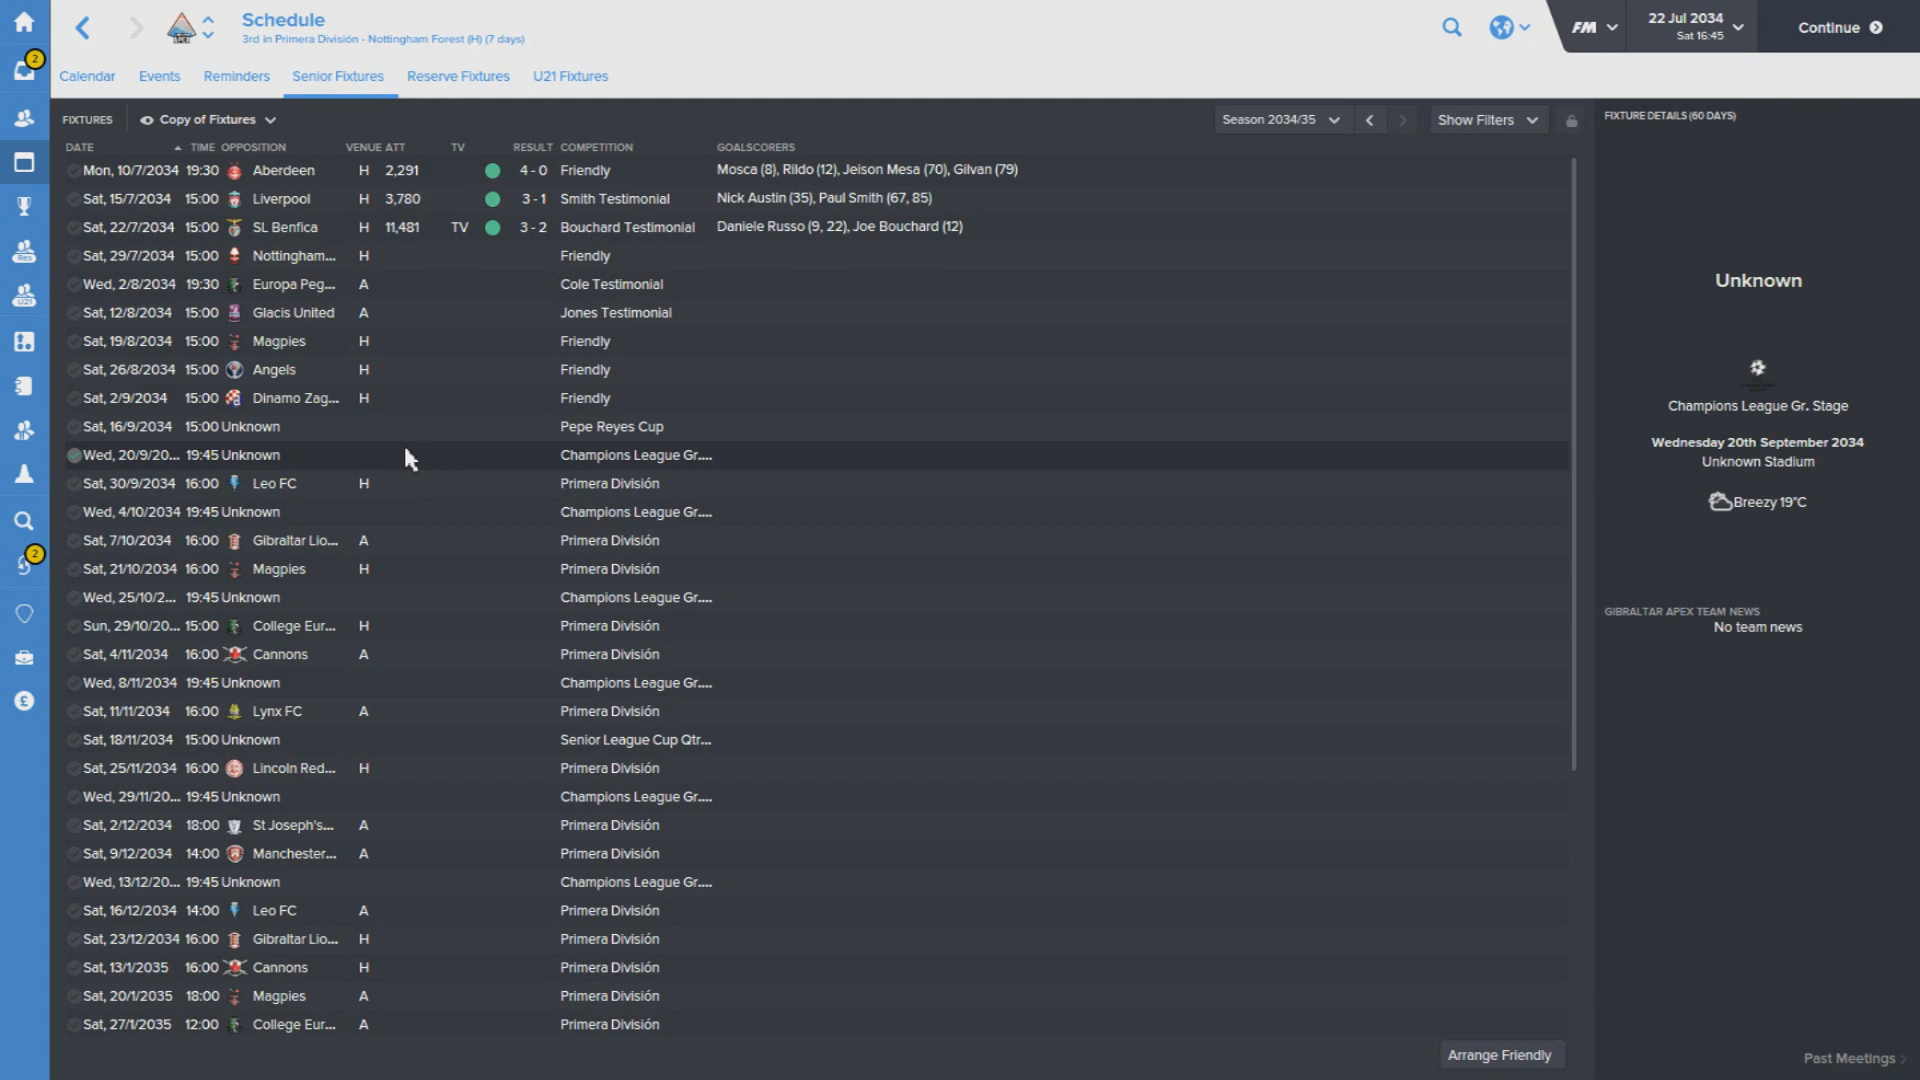 Schedule
3rd in Primera División - Nottingham Forest (H) (7 days)
FM
22 Jul 2034
Sat 16:45
Continue
2
Calendar Events Reminders Senior Fixtures Reserve Fixtures U21 Fixtures
FIXTURES Copy of Fixtures Season 2034/35 Show Filters FIXTURE DETAILS (60 DAYS)
DATE TIME OPPOSITION VENUE ATT TV RESULT COMPETITION GOALSCORERS
Mon, 10/7/2034 19:30 Aberdeen H 2,291 4 - 0 Friendly Mosca (8), Rildo (12), Jeison Mesa (70), Gilvan (79)
Sat, 15/7/2034 15:00 Liverpool H 3,780 3 - 1 Smith Testimonial Nick Austin (35), Paul Smith (67, 85)
Sat, 22/7/2034 15:00 SL Benfica H 11,481 TV 3 - 2 Bouchard Testimonial Daniele Russo (9, 22), Joe Bouchard (12)
Sat, 29/7/2034 15:00 Nottingham... H Friendly
Wed, 2/8/2034 19:30 Europa Peg... A Cole Testimonial
Sat, 12/8/2034 15:00 Glacis United A Jones Testimonial
Sat, 19/8/2034 15:00 Magpies H Friendly
Sat, 26/8/2034 15:00 Angels H Friendly
Sat, 2/9/2034 15:00 Dinamo Zag... H Friendly
Sat, 16/9/2034 15:00 Unknown Pepe Reyes Cup
Wed, 20/9/20... 19:45 Unknown Champions League Gr....
Sat, 30/9/2034 16:00 Leo FC H Primera División
Wed, 4/10/2034 19:45 Unknown Champions League Gr....
Sat, 7/10/2034 16:00 Gibraltar Lio... A Primera División
Sat, 21/10/2034 16:00 Magpies H Primera División
Wed, 25/10/2... 19:45 Unknown Champions League Gr....
Sun, 29/10/20... 15:00 College Eur... H Primera División
Sat, 4/11/2034 16:00 Cannons A Primera División
Wed, 8/11/2034 19:45 Unknown Champions League Gr....
Sat, 11/11/2034 16:00 Lynx FC A Primera División
Sat, 18/11/2034 15:00 Unknown Senior League Cup Qtr...
Sat, 25/11/2034 16:00 Lincoln Red... H Primera División
Wed, 29/11/20... 19:45 Unknown Champions League Gr....
Sat, 2/12/2034 18:00 St Joseph's... A Primera División
Sat, 9/12/2034 14:00 Manchester... A Primera División
Wed, 13/12/20... 19:45 Unknown Champions League Gr....
Sat, 16/12/2034 14:00 Leo FC A Primera División
Sat, 23/12/2034 16:00 Gibraltar Lio... H Primera División
Sat, 13/1/2035 16:00 Cannons H Primera División
Sat, 20/1/2035 18:00 Magpies A Primera División
Sat, 27/1/2035 12:00 College Eur... A Primera División
Arrange Friendly
Unknown
Champions League Gr. Stage
Wednesday 20th September 2034
Unknown Stadium
Breezy 19°C
GIBRALTAR APEX TEAM NEWS
No team news
Past Meetings
Res
U21
2